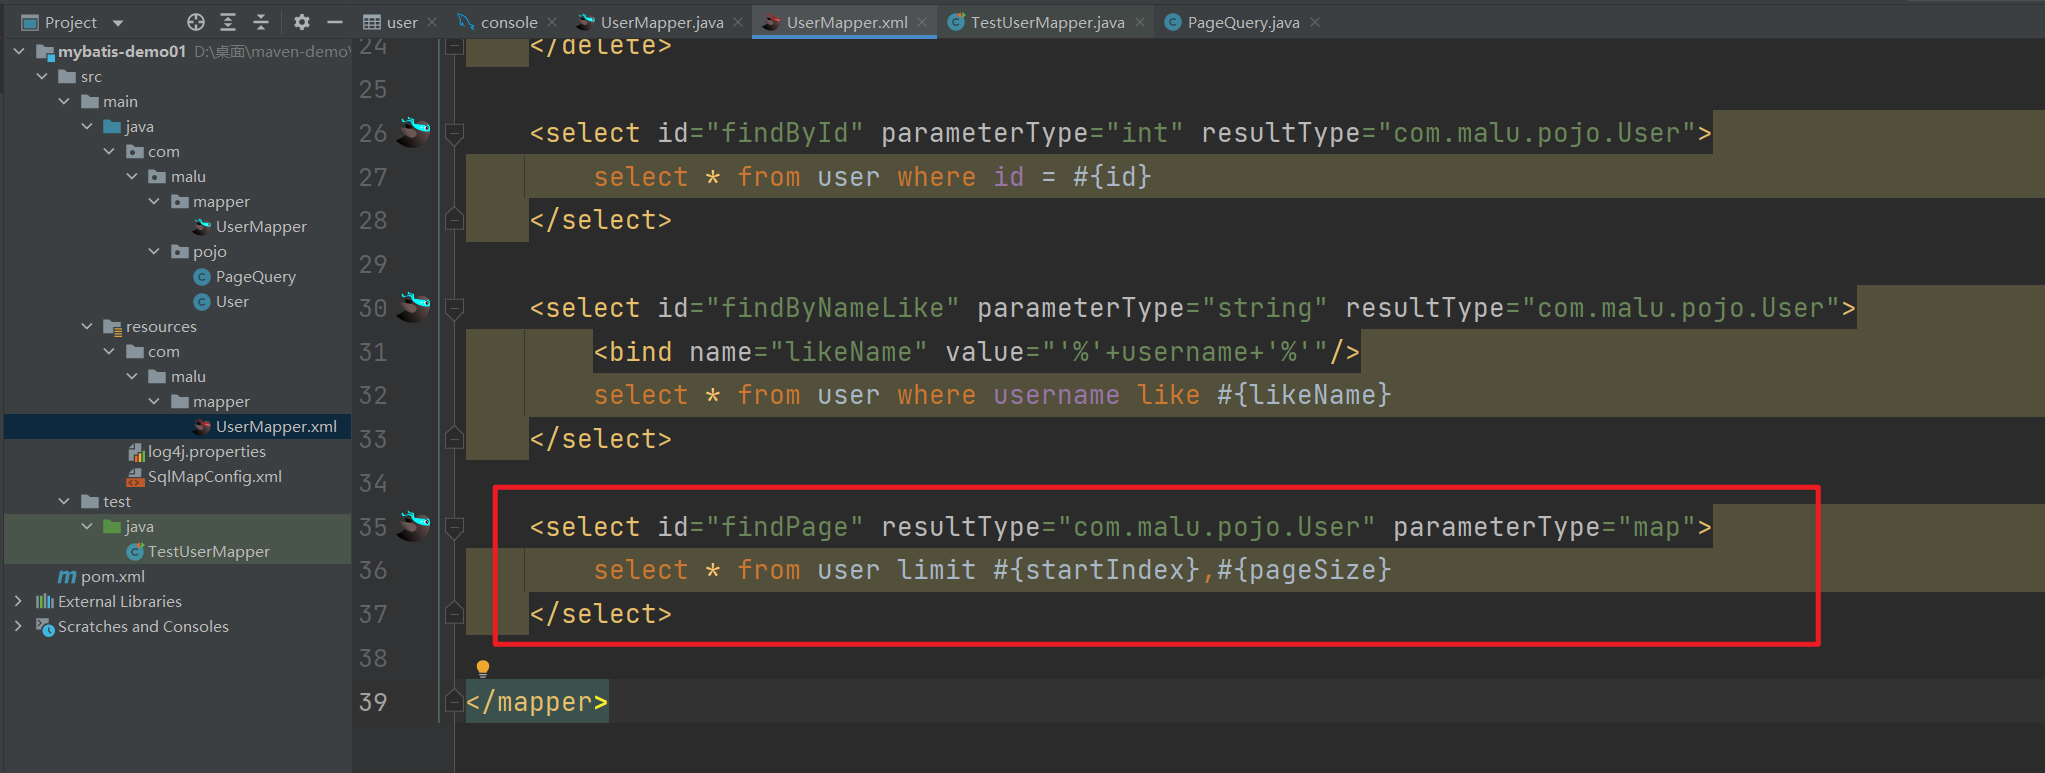 Project
user
console
UserMapper.java
UserMapper.xml
TestUserMapper.java
PageQuery.java
mybatis-demo01 D:\桌面\maven-demo\
src
main
java
com
malu
mapper
UserMapper
pojo
PageQuery
User
resources
com
malu
mapper
UserMapper.xml
log4j.properties
SqlMapConfig.xml
test
java
TestUserMapper
pom.xml
External Libraries
Scratches and Consoles
24 </delete>
25
26 <select id="findById" parameterType="int" resultType="com.malu.pojo.User">
27 select * from user where id = #{id}
28 </select>
29
30 <select id="findByNameLike" parameterType="string" resultType="com.malu.pojo.User">
31 <bind name="likeName" value="'%'+username+'%'"/>
32 select * from user where username like #{likeName}
33 </select>
34
35 <select id="findPage" resultType="com.malu.pojo.User" parameterType="map">
36 select * from user limit #{startIndex},#{pageSize}
37 </select>
38
39 </mapper>